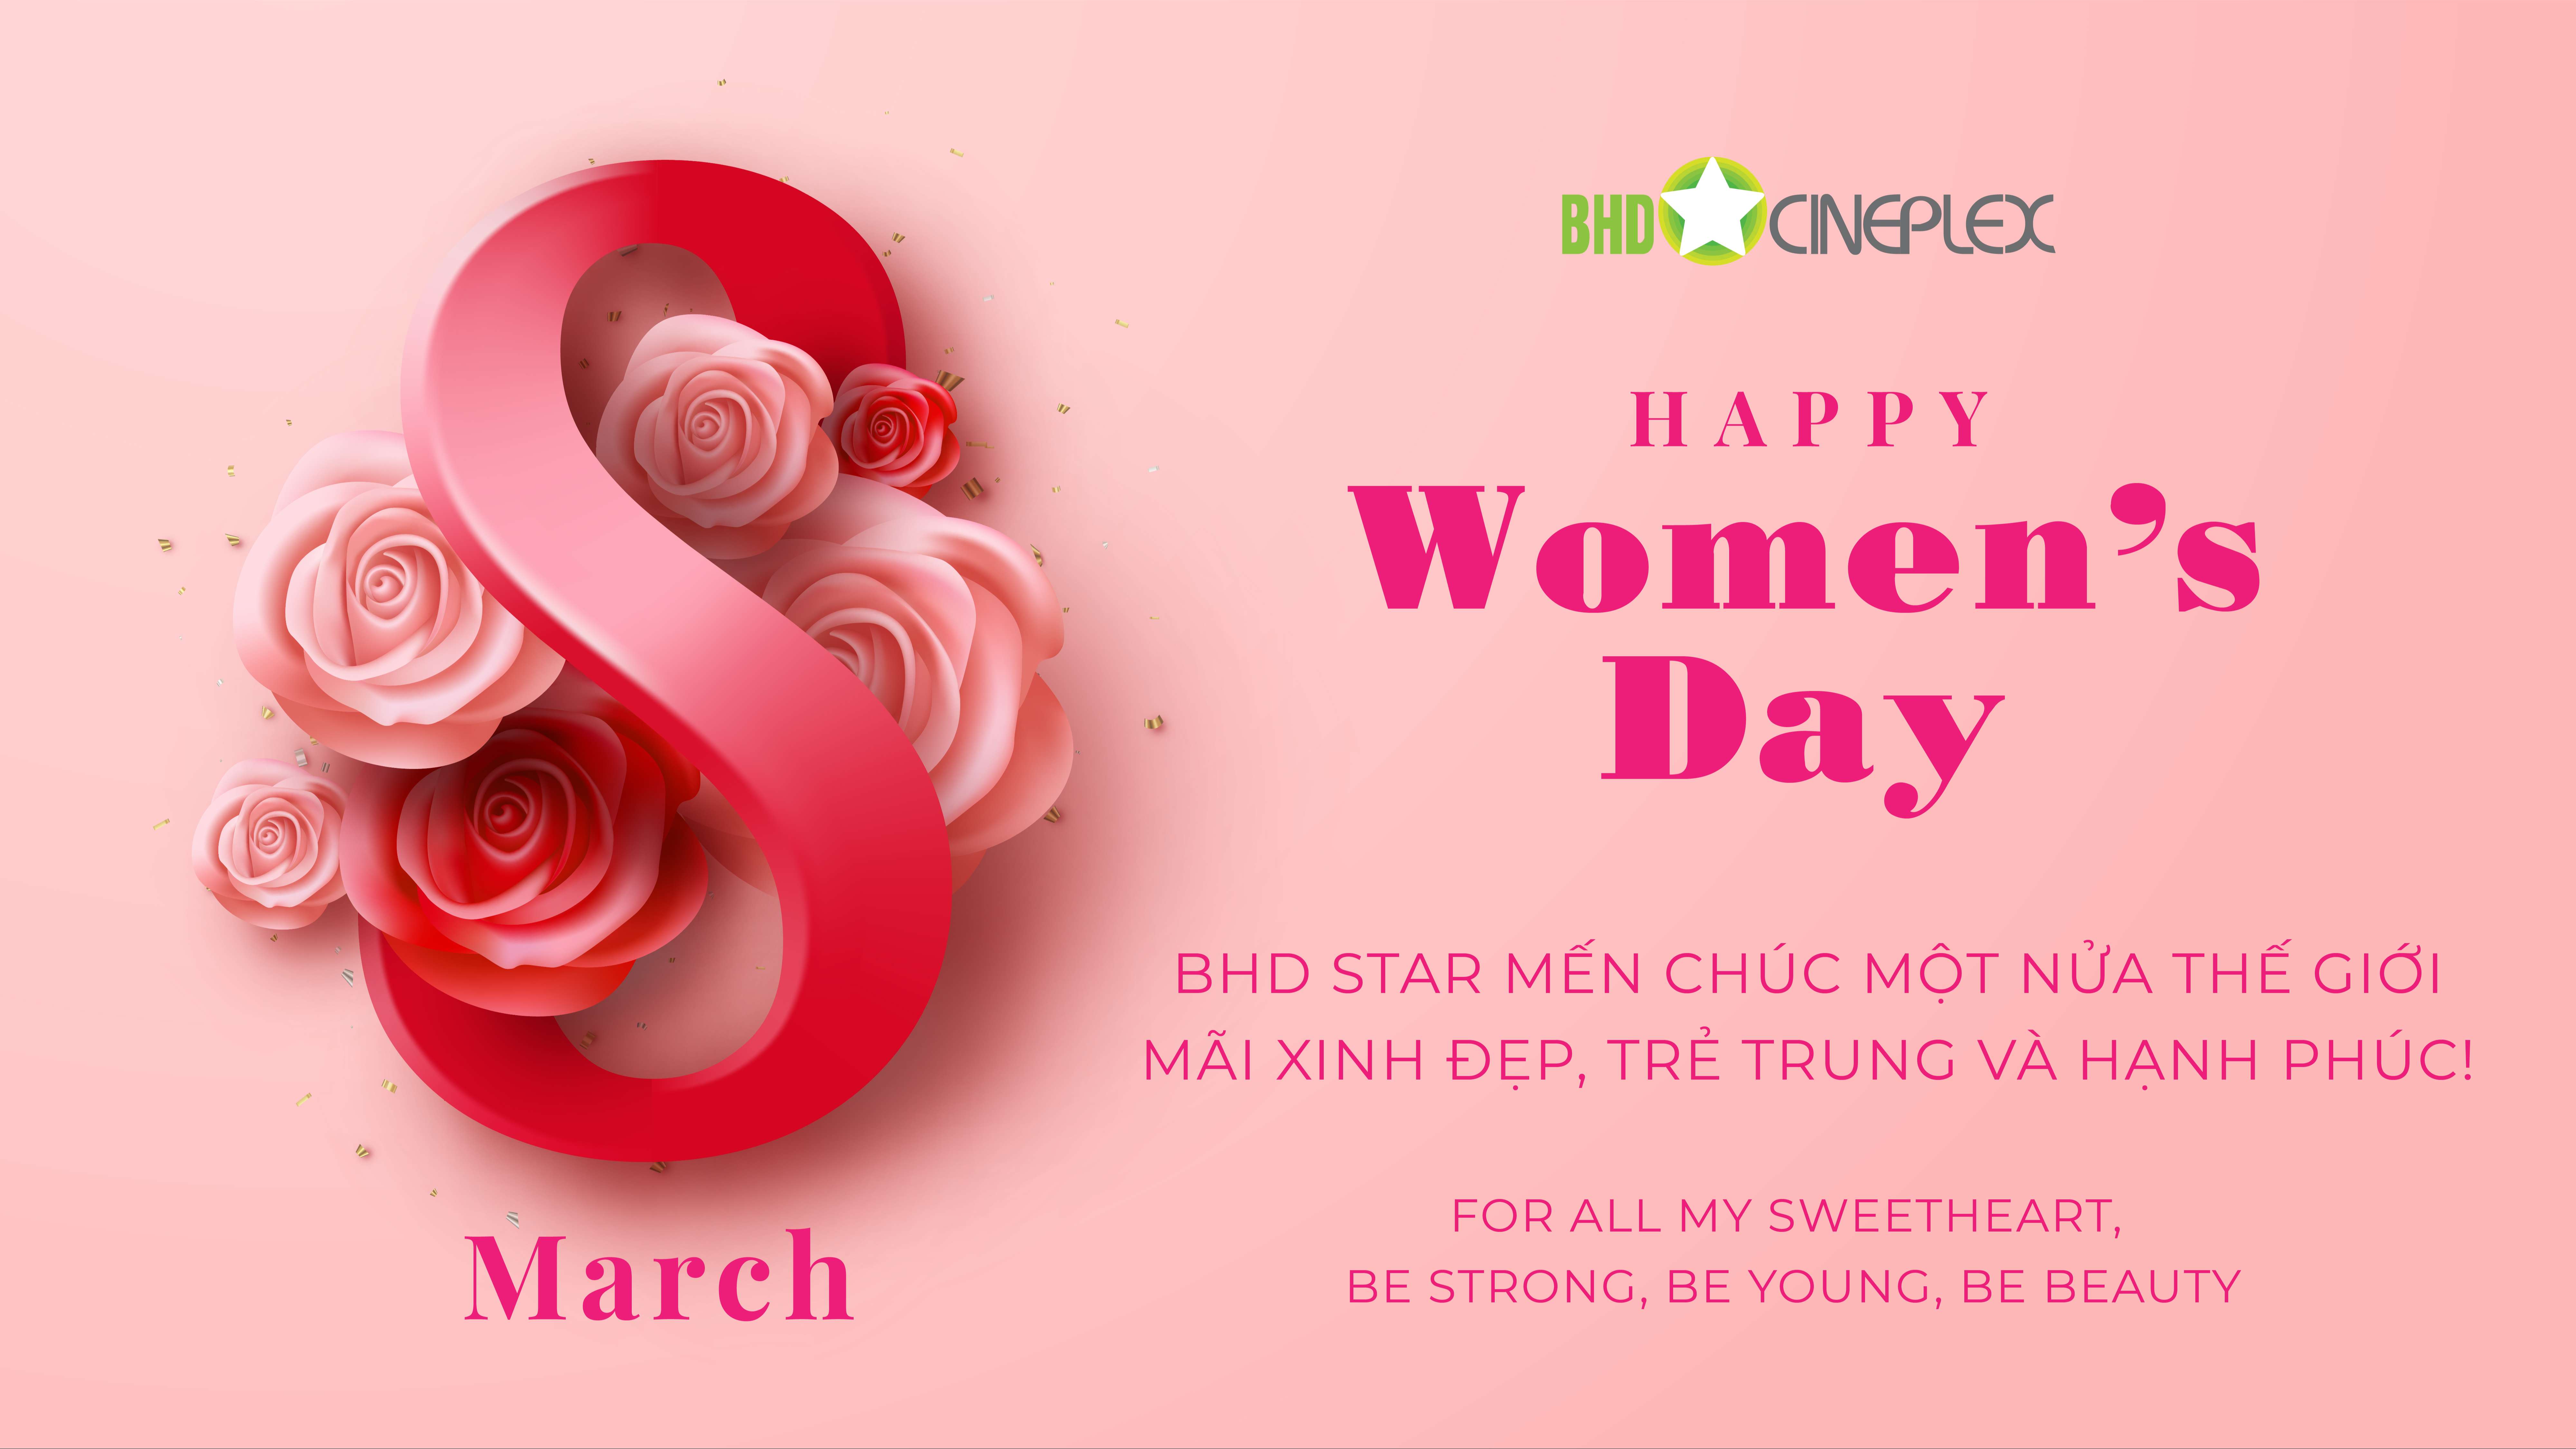 8
March
BHD CINEPLEX
HAPPY
Women’s
Day
BHD STAR MẾN CHÚC MỘT NỬA THẾ GIỚI
MÃI XINH ĐẸP, TRẺ TRUNG VÀ HẠNH PHÚC!
FOR ALL MY SWEETHEART,
BE STRONG, BE YOUNG, BE BEAUTY